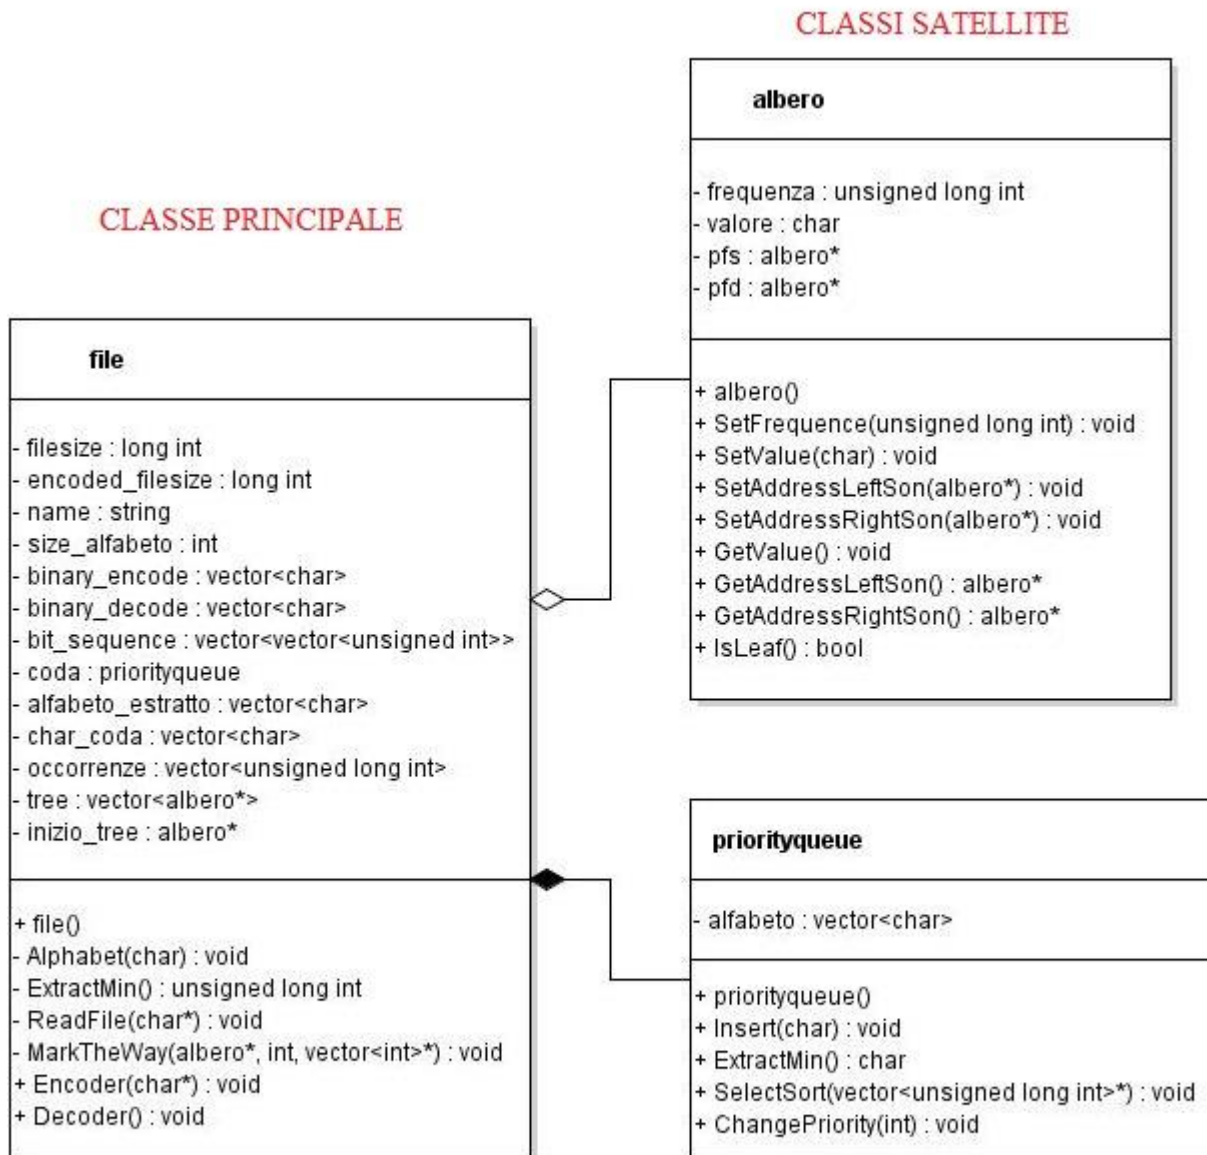 CLASSI SATELLITE
albero
- frequenza : unsigned long int
- valore : char
- pfs : albero*
- pfd : albero*
+ albero()
+ SetFrequence(unsigned long int) : void
+ SetValue(char) : void
+ SetAddressLeftSon(albero*) : void
+ SetAddressRightSon(albero*) : void
+ GetValue() : void
+ GetAddressLeftSon() : albero*
+ GetAddressRightSon() : albero*
+ IsLeaf() : bool
CLASSE PRINCIPALE
file
- filesize : long int
- encoded_filesize : long int
- name : string
- size_alfabeto : int
- binary_encode : vector<char>
- binary_decode : vector<char>
- bit_sequence : vector<vector<unsigned int>>
- coda : priorityqueue
- alfabeto_estratto : vector<char>
- char_coda : vector<char>
- occorrenze : vector<unsigned long int>
- tree : vector<albero*>
- inizio_tree : albero*
+ file()
- Alphabet(char) : void
- ExtractMin() : unsigned long int
- ReadFile(char*) : void
- MarkTheWay(albero*, int, vector<int>*) : void
+ Encoder(char*) : void
+ Decoder() : void
priorityqueue
- alfabeto : vector<char>
+ priorityqueue()
+ Insert(char) : void
+ ExtractMin() : char
+ SelectSort(vector<unsigned long int>*) : void
+ ChangePriority(int) : void